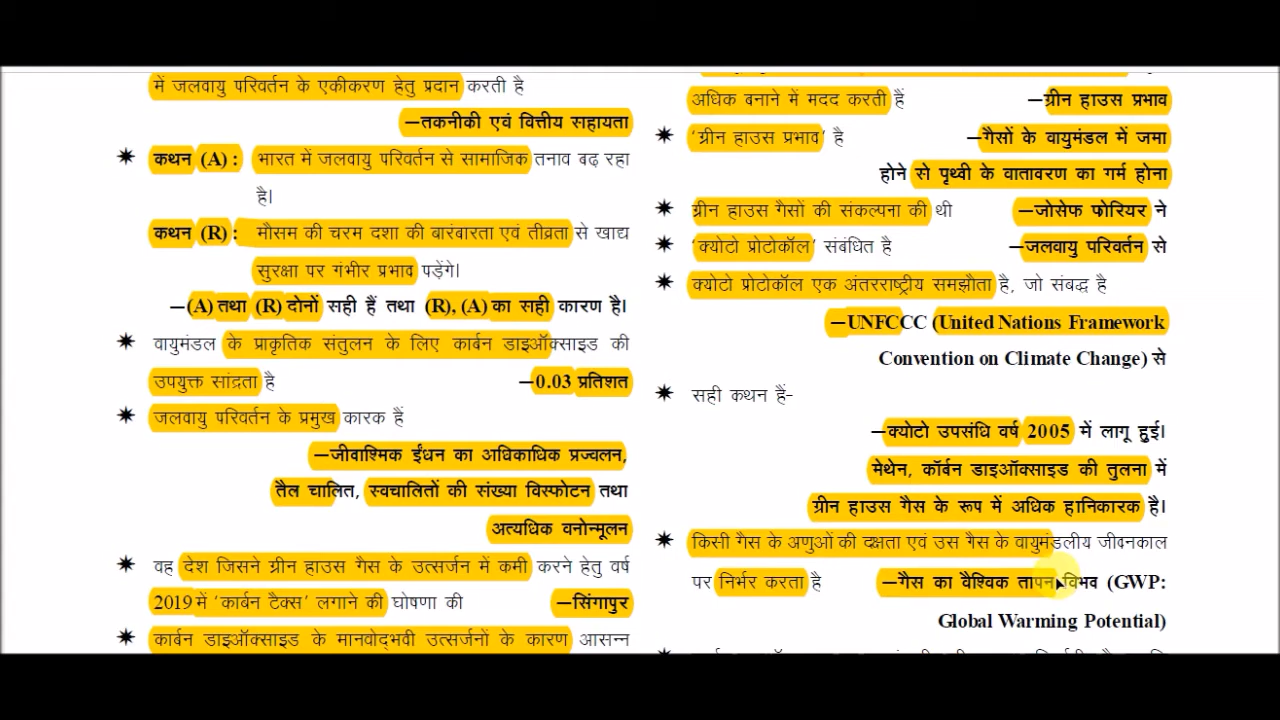 में जलवायु परिवर्तन के एकीकरण हेतु प्रदान करती है
–तकनीकी एवं वित्तीय सहायता
✴ कथन (A) : भारत में जलवायु परिवर्तन से सामाजिक तनाव बढ़ रहा
है।
कथन (R) : मौसम की चरम दशा की बारंबारता एवं तीव्रता से खाद्य
सुरक्षा पर गंभीर प्रभाव पड़ेंगे।
–(A) तथा (R) दोनों सही हैं तथा (R), (A) का सही कारण है।
✴ वायुमंडल के प्राकृतिक संतुलन के लिए कार्बन डाइऑक्साइड की
उपयुक्त सांद्रता है –0.03 प्रतिशत
✴ जलवायु परिवर्तन के प्रमुख कारक हैं
–जीवाश्मिक ईंधन का अधिकाधिक प्रज्वलन,
तैल चालित, स्वचालितों की संख्या विस्फोटन तथा
अत्यधिक वनोन्मूलन
✴ वह देश जिसने ग्रीन हाउस गैस के उत्सर्जन में कमी करने हेतु वर्ष
2019 में ‘कार्बन टैक्स’ लगाने की घोषणा की –सिंगापुर
✴ कार्बन डाइऑक्साइड के मानवोद्भवी उत्सर्जनों के कारण आसन्न
अधिक बनाने में मदद करती हैं –ग्रीन हाउस प्रभाव
✴ ‘ग्रीन हाउस प्रभाव’ है –गैसों के वायुमंडल में जमा
होने से पृथ्वी के वातावरण का गर्म होना
✴ ग्रीन हाउस गैसों की संकल्पना की थी –जोसेफ फोरियर ने
✴ ‘क्योटो प्रोटोकॉल’ संबंधित है –जलवायु परिवर्तन से
✴ क्योटो प्रोटोकॉल एक अंतरराष्ट्रीय समझौता है, जो संबद्ध है
–UNFCCC (United Nations Framework
Convention on Climate Change) से
✴ सही कथन हैं-
–क्योटो उपसंधि वर्ष 2005 में लागू हुई।
मेथेन, कॉर्बन डाइऑक्साइड की तुलना में
ग्रीन हाउस गैस के रूप में अधिक हानिकारक है।
✴ किसी गैस के अणुओं की दक्षता एवं उस गैस के वायुमंडलीय जीवनकाल
पर निर्भर करता है –गैस का वैश्विक तापन विभव (GWP:
Global Warming Potential)